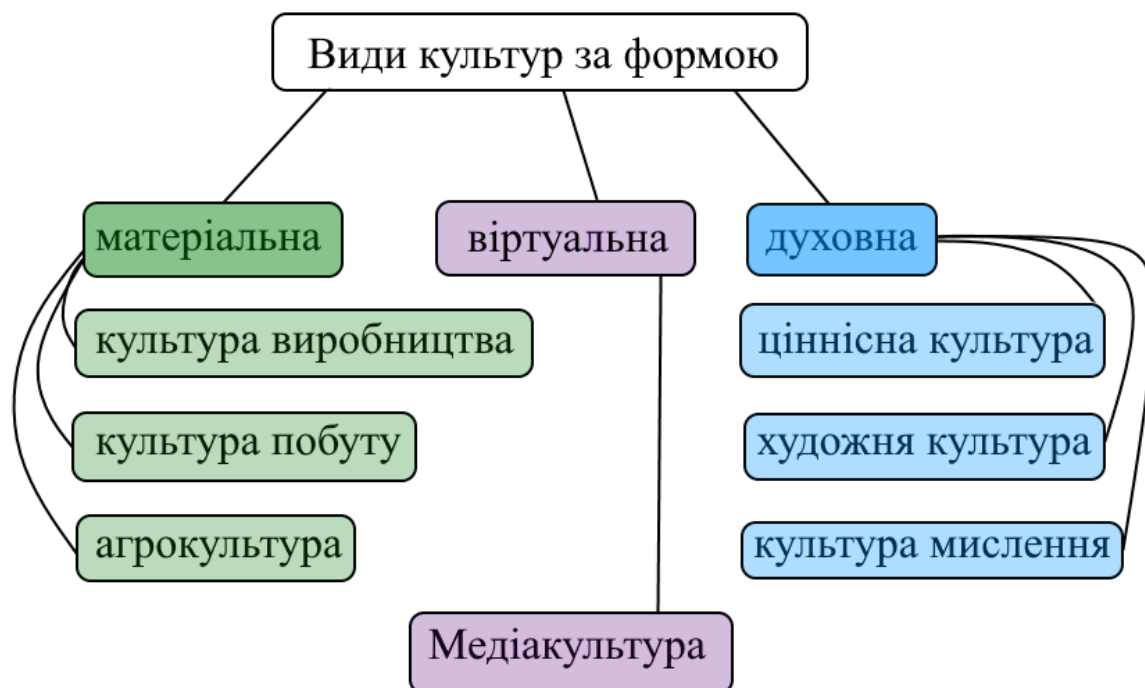 Види культур за формою
матеріальна
віртуальна
духовна
культура виробництва
ціннісна культура
культура побуту
художня культура
агрокультура
культура мислення
Медіакультура